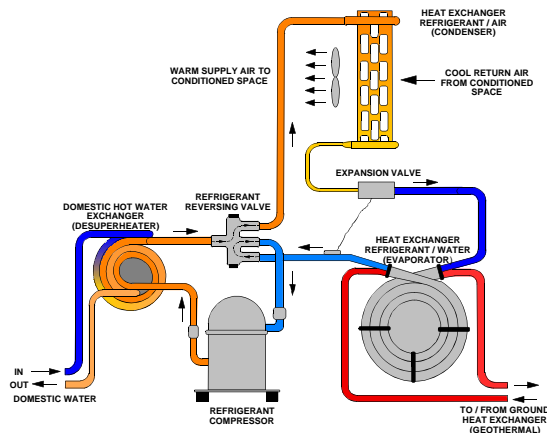 HEAT EXCHANGER
REFRIGERANT / AIR
(CONDENSER)
WARM SUPPLY AIR TO
CONDITIONED SPACE
COOL RETURN AIR
FROM CONDITIONED
SPACE
EXPANSION VALVE
REFRIGERANT
REVERSING VALVE
DOMESTIC HOT WATER
EXCHANGER
(DESUPERHEATER)
HEAT EXCHANGER
REFRIGERANT / WATER
(EVAPORATOR)
IN
OUT
DOMESTIC WATER
REFRIGERANT
COMPRESSOR
TO / FROM GROUND
HEAT EXCHANGER
(GEOTHERMAL)